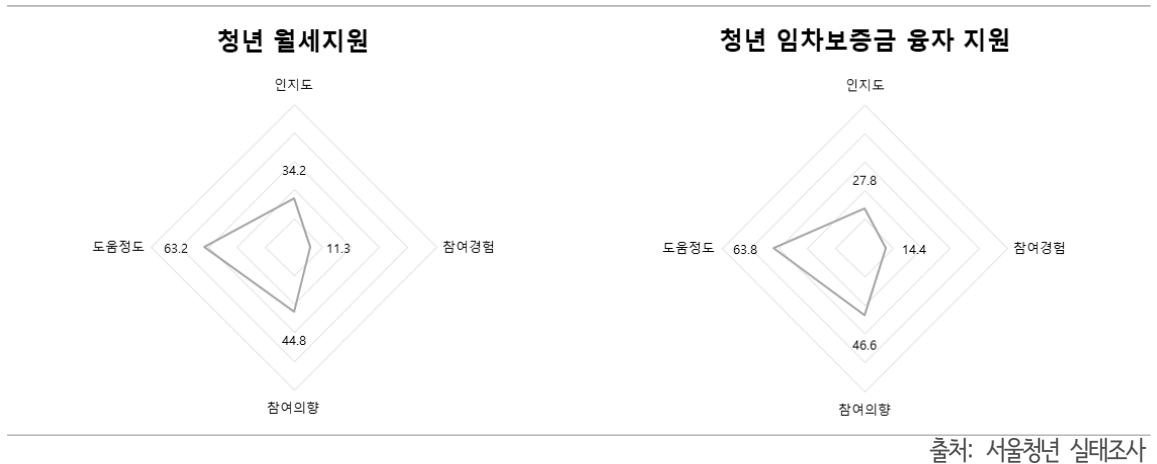 청년 월세지원
인지도
34.2
도움정도 63.2 11.3 참여경험
44.8
참여의향
청년 임차보증금 융자 지원
인지도
27.8
도움정도 63.8 14.4 참여경험
46.6
참여의향
출처: 서울청년 실태조사